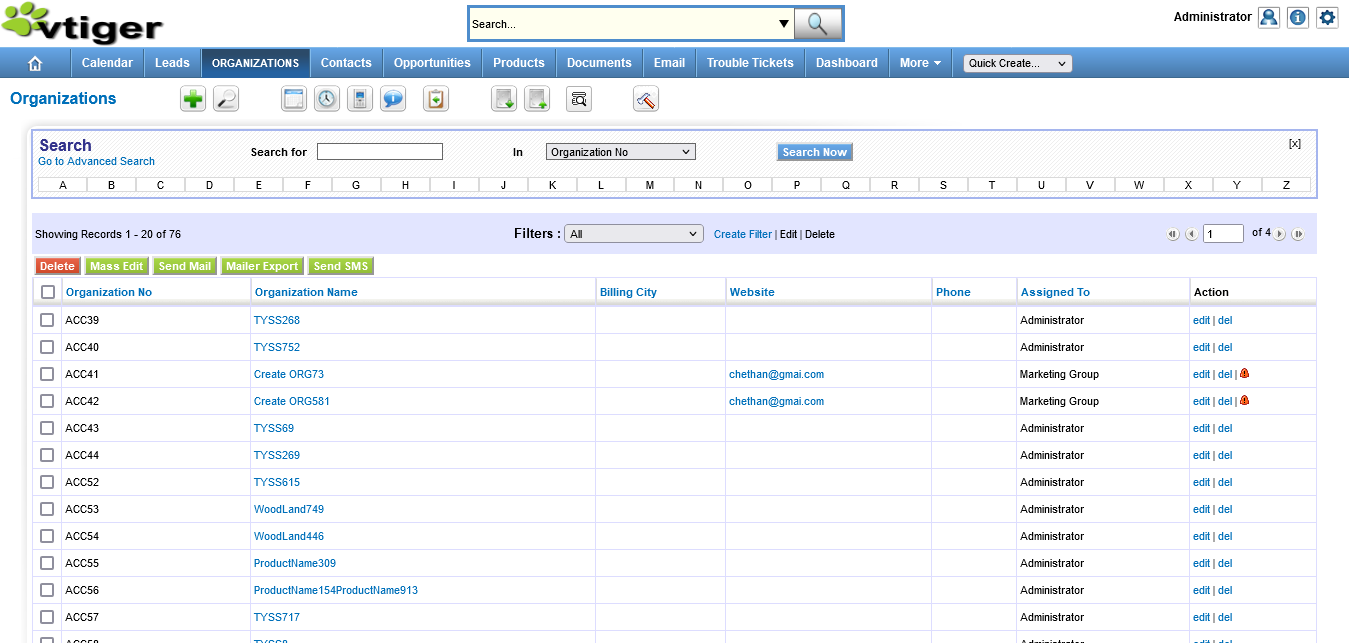 vtiger
Search...
Administrator
Calendar Leads ORGANIZATIONS Contacts Opportunities Products Documents Email Trouble Tickets Dashboard More Quick Create...
Organizations
Search
Go to Advanced Search
Search for In Organization No Search Now [X]
A B C D E F G H I J K L M N O P Q R S T U V W X Y Z
Showing Records 1 - 20 of 76 Filters : All Create Filter | Edit | Delete 1 of 4
Delete Mass Edit Send Mail Mailer Export Send SMS
Organization No Organization Name Billing City Website Phone Assigned To Action
ACC39 TYSS268 Administrator edit | del
ACC40 TYSS752 Administrator edit | del
ACC41 Create ORG73 chethan@gmai.com Marketing Group edit | del |
ACC42 Create ORG581 chethan@gmai.com Marketing Group edit | del |
ACC43 TYSS69 Administrator edit | del
ACC44 TYSS269 Administrator edit | del
ACC52 TYSS615 Administrator edit | del
ACC53 WoodLand749 Administrator edit | del
ACC54 WoodLand446 Administrator edit | del
ACC55 ProductName309 Administrator edit | del
ACC56 ProductName154ProductName913 Administrator edit | del
ACC57 TYSS717 Administrator edit | del